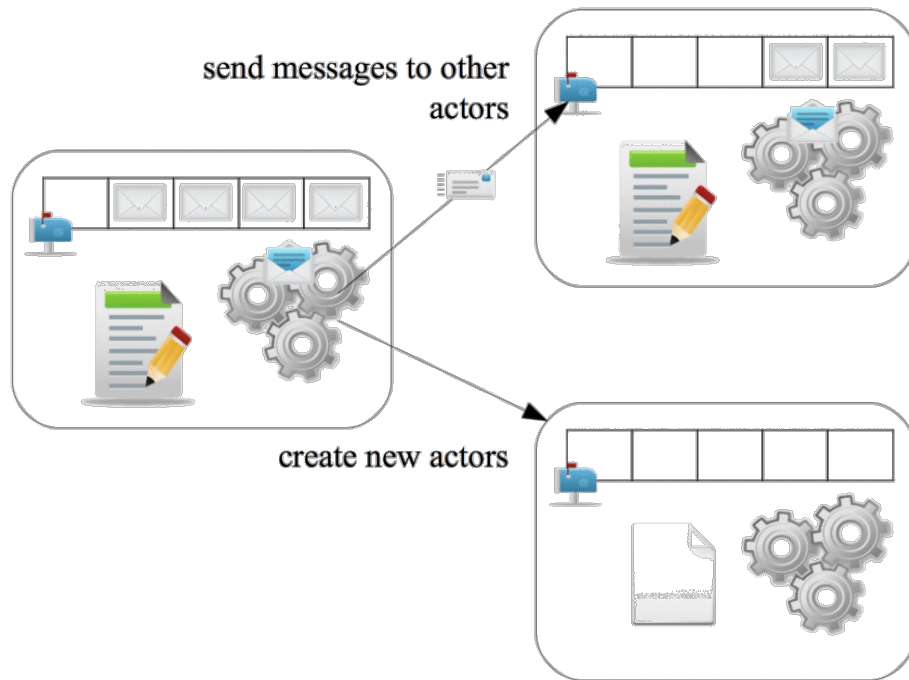 send messages to other
actors
create new actors